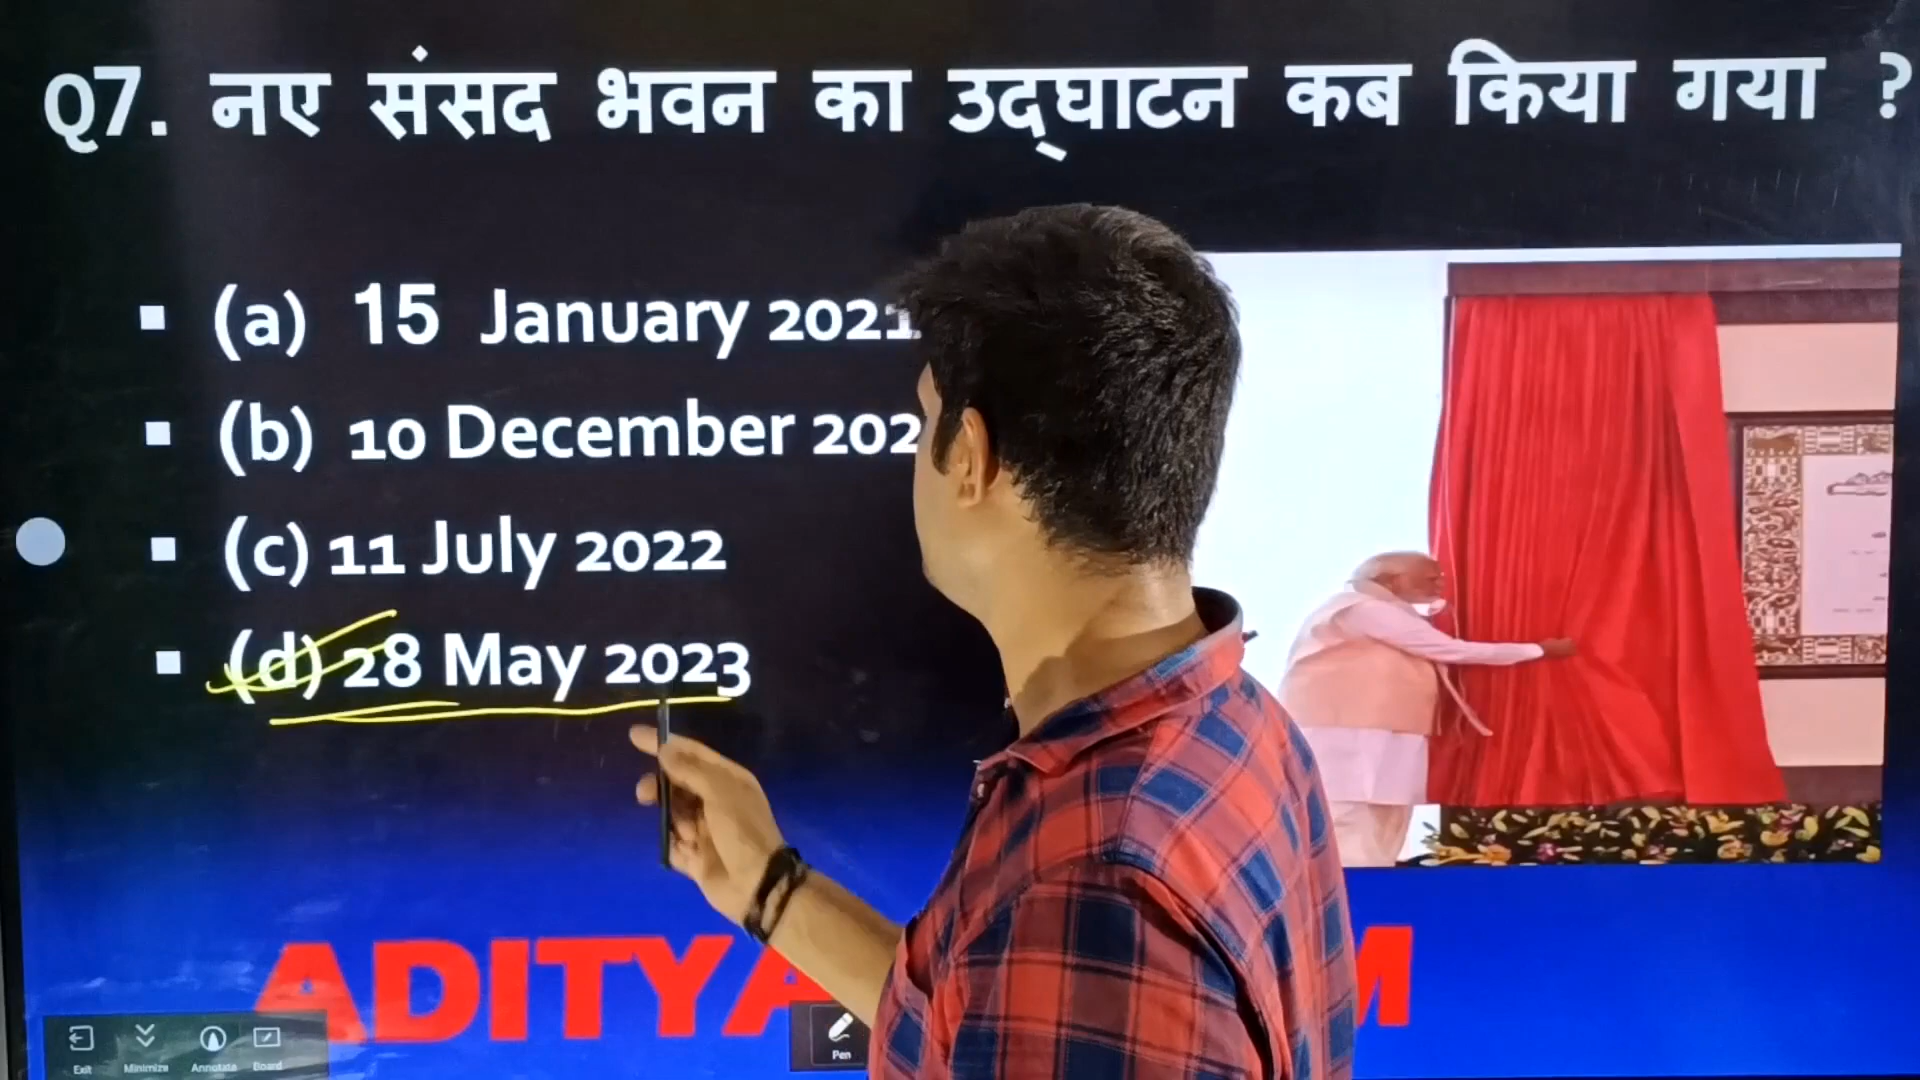 Q7. नए संसद भवन का उद्घाटन कब किया गया ?
(a) 15 January 2021
(b) 10 December 202
(c) 11 July 2022
(d) 28 May 2023
ADITYA M
Exit Minimize Annotate Board
Pen